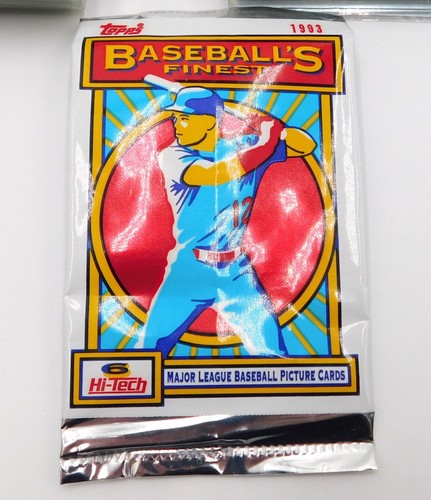 Topps 1993
BASEBALL'S
FINEST
12
6
Hi-Tech
MAJOR LEAGUE BASEBALL PICTURE CARDS